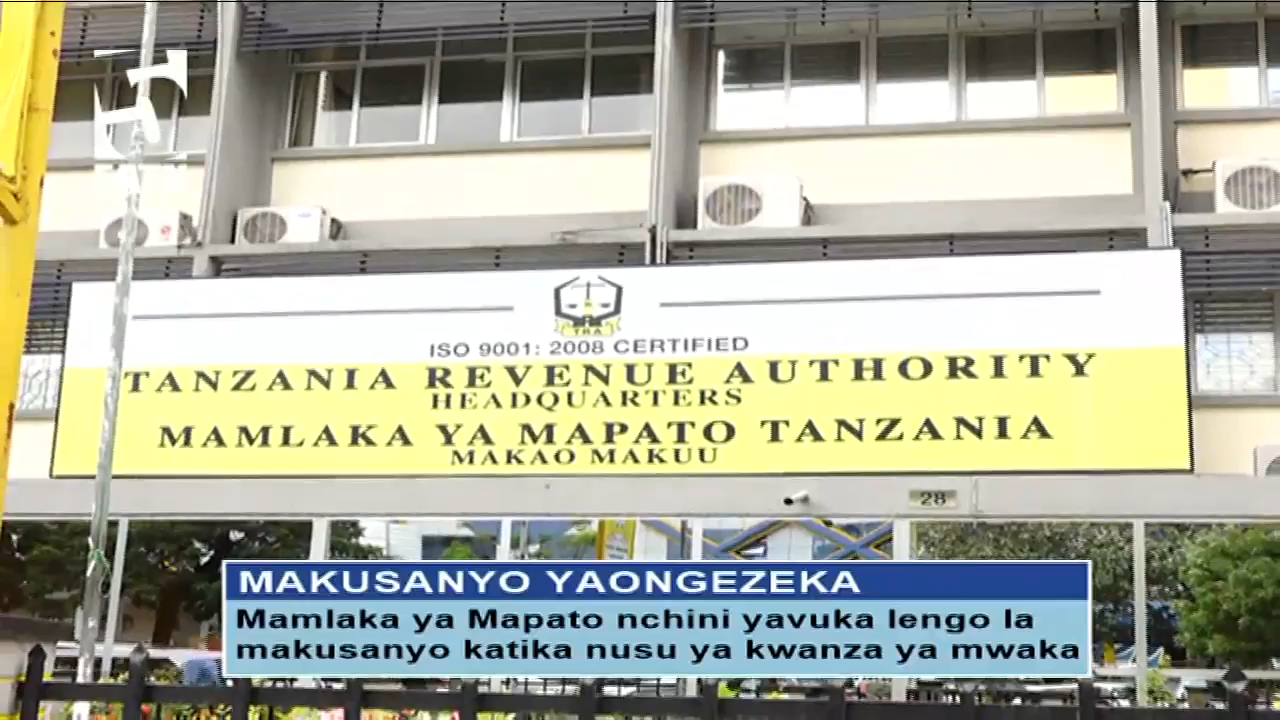 TRA
ISO 9001: 2008 CERTIFIED
TANZANIA REVENUE AUTHORITY
HEADQUARTERS
MAMLAKA YA MAPATO TANZANIA
MAKAO MAKUU
28
MAKUSANYO YAONGEZEKA
Mamlaka ya Mapato nchini yavuka lengo la
makusanyo katika nusu ya kwanza ya mwaka